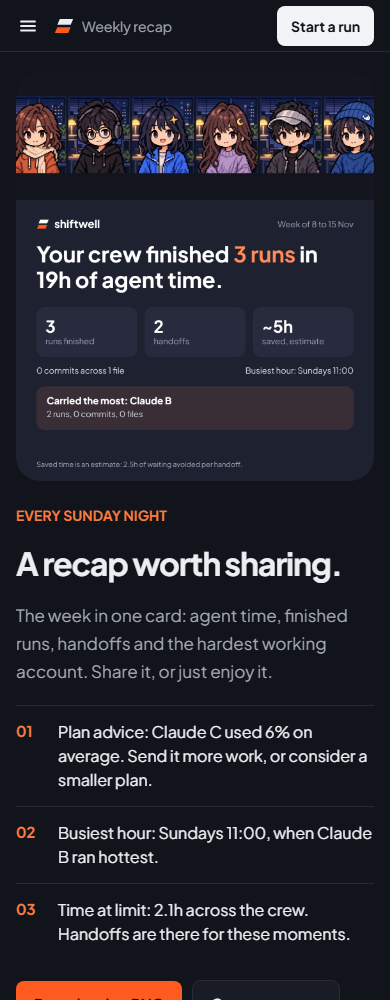 Weekly recap
Start a run
shiftwell
Week of 8 to 15 Nov
Your crew finished 3 runs in
19h of agent time.
3
runs finished
2
handoffs
~5h
saved, estimate
0 commits across 1 file
Busiest hour: Sundays 11:00
Carried the most: Claude B
2 runs, 0 commits, 0 files
Saved time is an estimate: 2.5h of waiting avoided per handoff.
EVERY SUNDAY NIGHT
A recap worth sharing.
The week in one card: agent time, finished
runs, handoffs and the hardest working
account. Share it, or just enjoy it.
01
Plan advice: Claude C used 6% on
average. Send it more work, or consider a
smaller plan.
02
Busiest hour: Sundays 11:00, when Claude
B ran hottest.
03
Time at limit: 2.1h across the crew.
Handoffs are there for these moments.